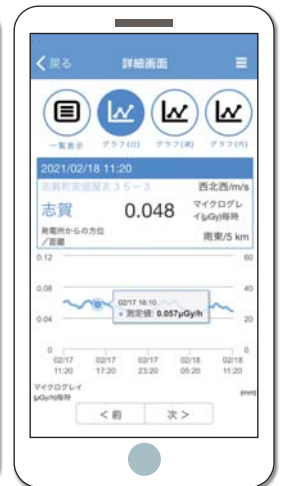 戻る 詳細画面
一覧表示 グラフ(日) グラフ(週) グラフ(月)
2021/02/18 11:20
志賀町安部屋亥35－3 西北西/m/s
志賀 0.048 マイクログレイ(μGy)毎時
発電所からの方位/距離 南東/5 km
0.12 60
0.08 40
02/17 16:10
測定値: 0.057μGy/h
0.04 20
0 0
02/17 02/17 02/17 02/18 02/18
11:20 17:20 23:20 05:20 11:20
マイクログレイ
(μGy/h)毎時 (mm)
< 前 次 >